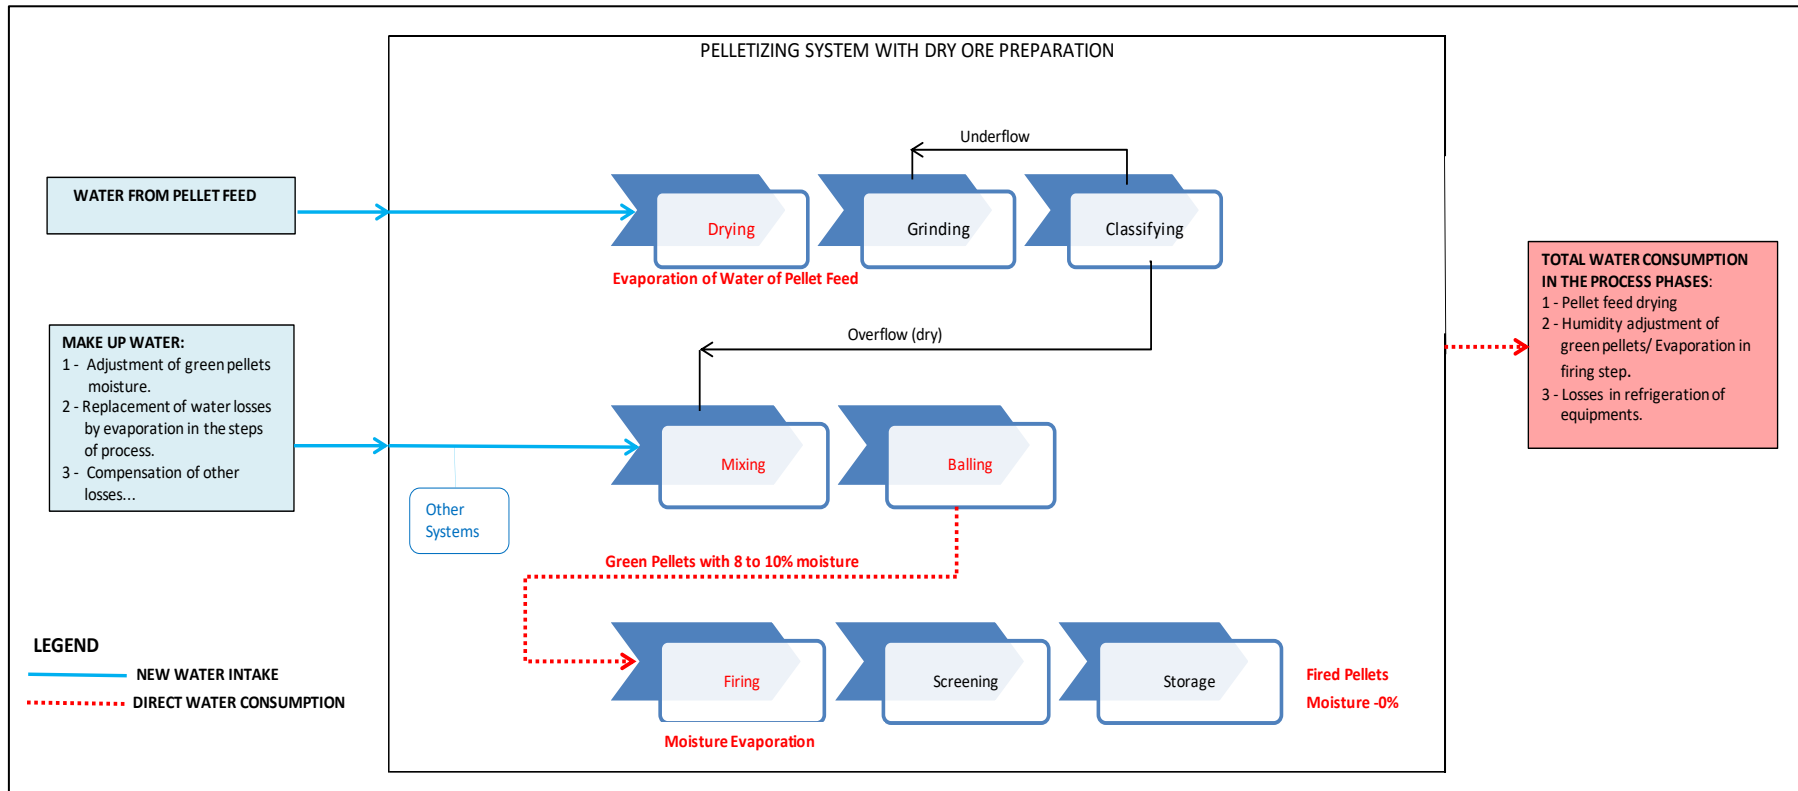 PELLETIZING SYSTEM WITH DRY ORE PREPARATION
Underflow
WATER FROM PELLET FEED
Drying
Grinding
Classifying
Evaporation of Water of Pellet Feed
TOTAL WATER CONSUMPTION
IN THE PROCESS PHASES:
1 - Pellet feed drying
2 - Humidity adjustment of
green pellets/ Evaporation in
firing step.
3 - Losses in refrigeration of
equipments.
MAKE UP WATER:
1 - Adjustment of green pellets
moisture.
2 - Replacement of water losses
by evaporation in the steps
of process.
3 - Compensation of other
losses...
Overflow (dry)
Mixing
Balling
Other
Systems
Green Pellets with 8 to 10% moisture
Firing
Screening
Storage
Fired Pellets
Moisture -0%
Moisture Evaporation
LEGEND
NEW WATER INTAKE
DIRECT WATER CONSUMPTION